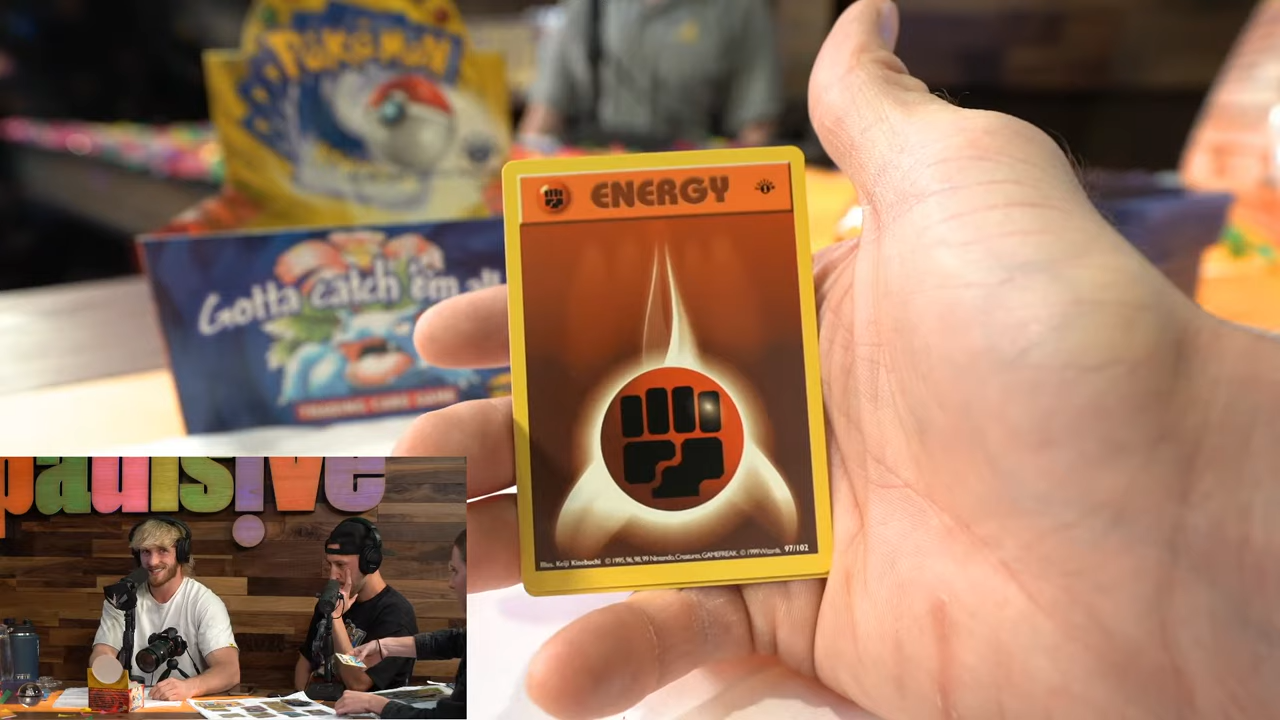 POKéMON
Gotta catch 'em all!
TRADING CARD GAME
ENERGY
Illus. Keiji Kinebuchi © 1995, 96, 98, 99 Nintendo, Creatures, GAMEFREAK. © 1999 Wizards. 97/102
paulsive